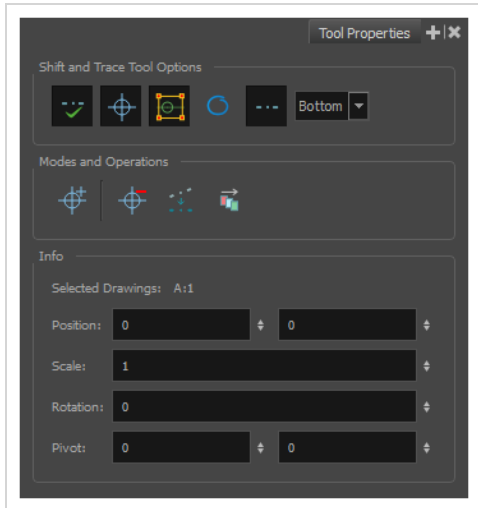 Tool Properties
Shift and Trace Tool Options
Bottom
Modes and Operations
Info
Selected Drawings: A:1
Position: 0 0
Scale: 1
Rotation: 0
Pivot: 0 0